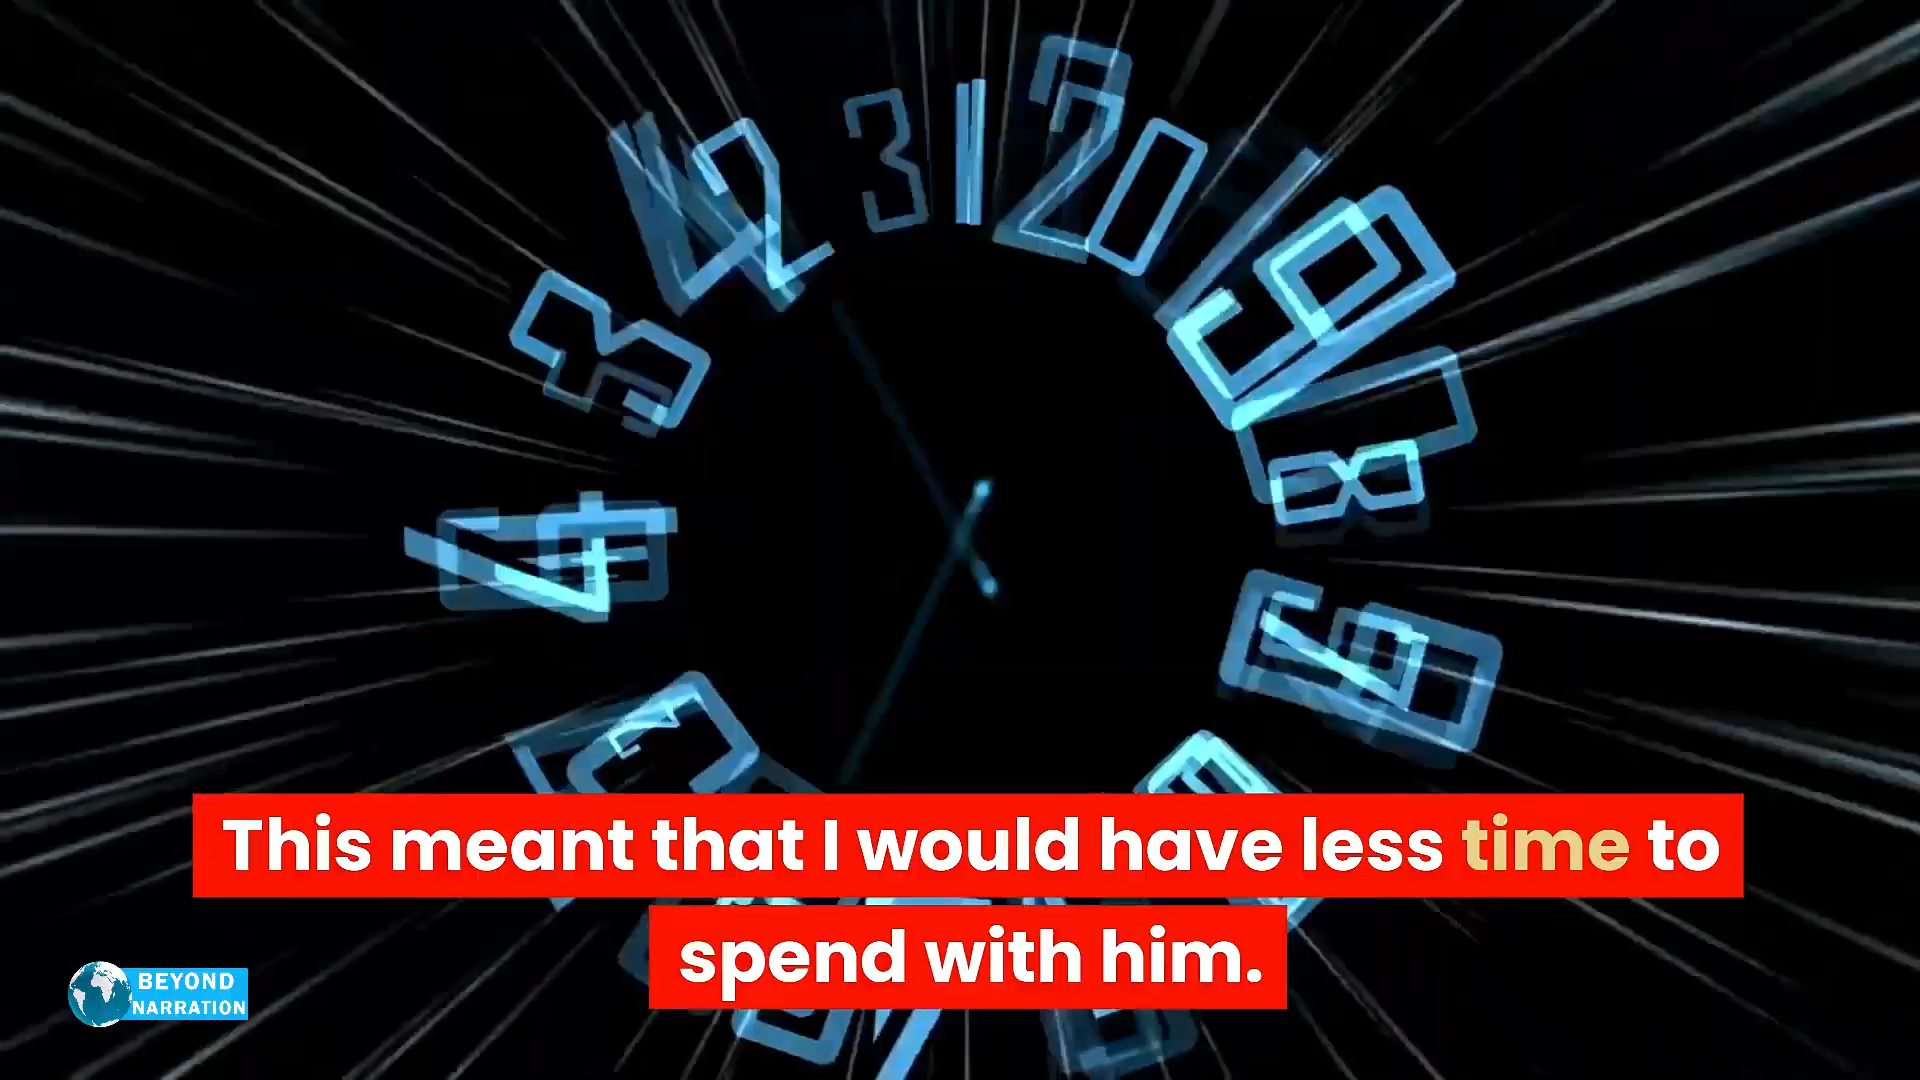 This meant that I would have less time to
spend with him.
BEYOND
NARRATION